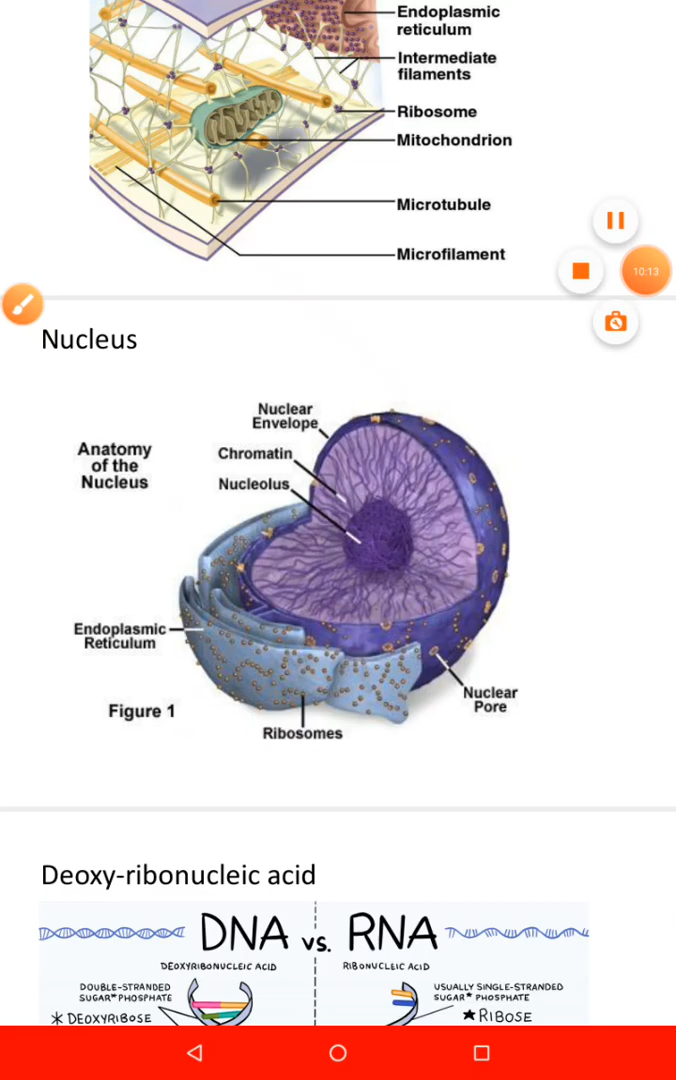 Endoplasmic
reticulum
Intermediate
filaments
Ribosome
Mitochondrion
Microtubule
Microfilament
10:13
Nucleus
Anatomy
of the
Nucleus
Nuclear
Envelope
Chromatin
Nucleolus
Endoplasmic
Reticulum
Figure 1
Ribosomes
Nuclear
Pore
Deoxy-ribonucleic acid
DNA vs. RNA
DEOXYRIBONUCLEIC ACID
RIBONUCLEIC ACID
DOUBLE-STRANDED
SUGAR* PHOSPHATE
* DEOXYRIBOSE
USUALLY SINGLE-STRANDED
SUGAR* PHOSPHATE
★ RIBOSE